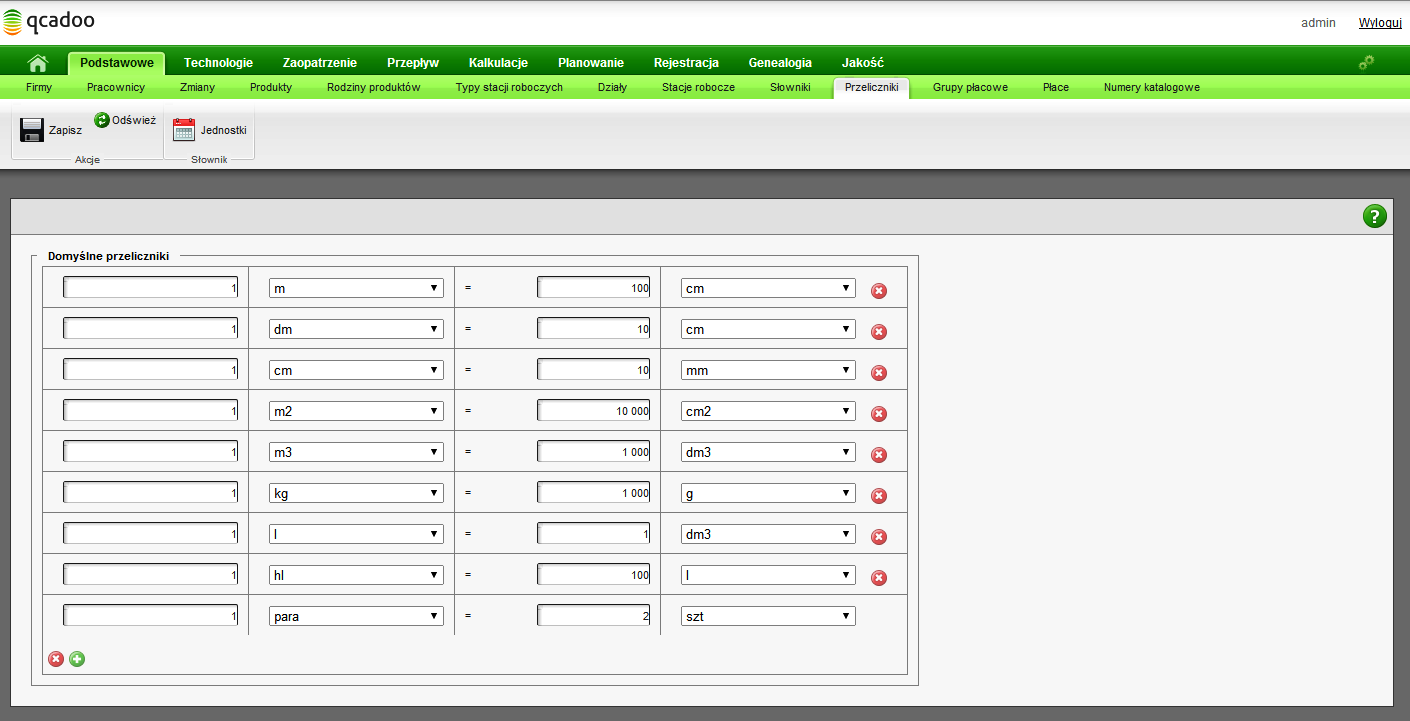 qcadoo
admin Wyloguj
Podstawowe Technologie Zaopatrzenie Przepływ Kalkulacje Planowanie Rejestracja Genealogia Jakość
Firmy Pracownicy Zmiany Produkty Rodziny produktów Typy stacji roboczych Działy Stacje robocze Słowniki Przeliczniki Grupy płacowe Płace Numery katalogowe
Zapisz Odśwież Jednostki
Akcje Słownik
?
Domyślne przeliczniki
1 m = 100 cm
1 dm = 10 cm
1 cm = 10 mm
1 m2 = 10 000 cm2
1 m3 = 1 000 dm3
1 kg = 1 000 g
1 l = 1 dm3
1 hl = 100 l
1 para = 2 szt